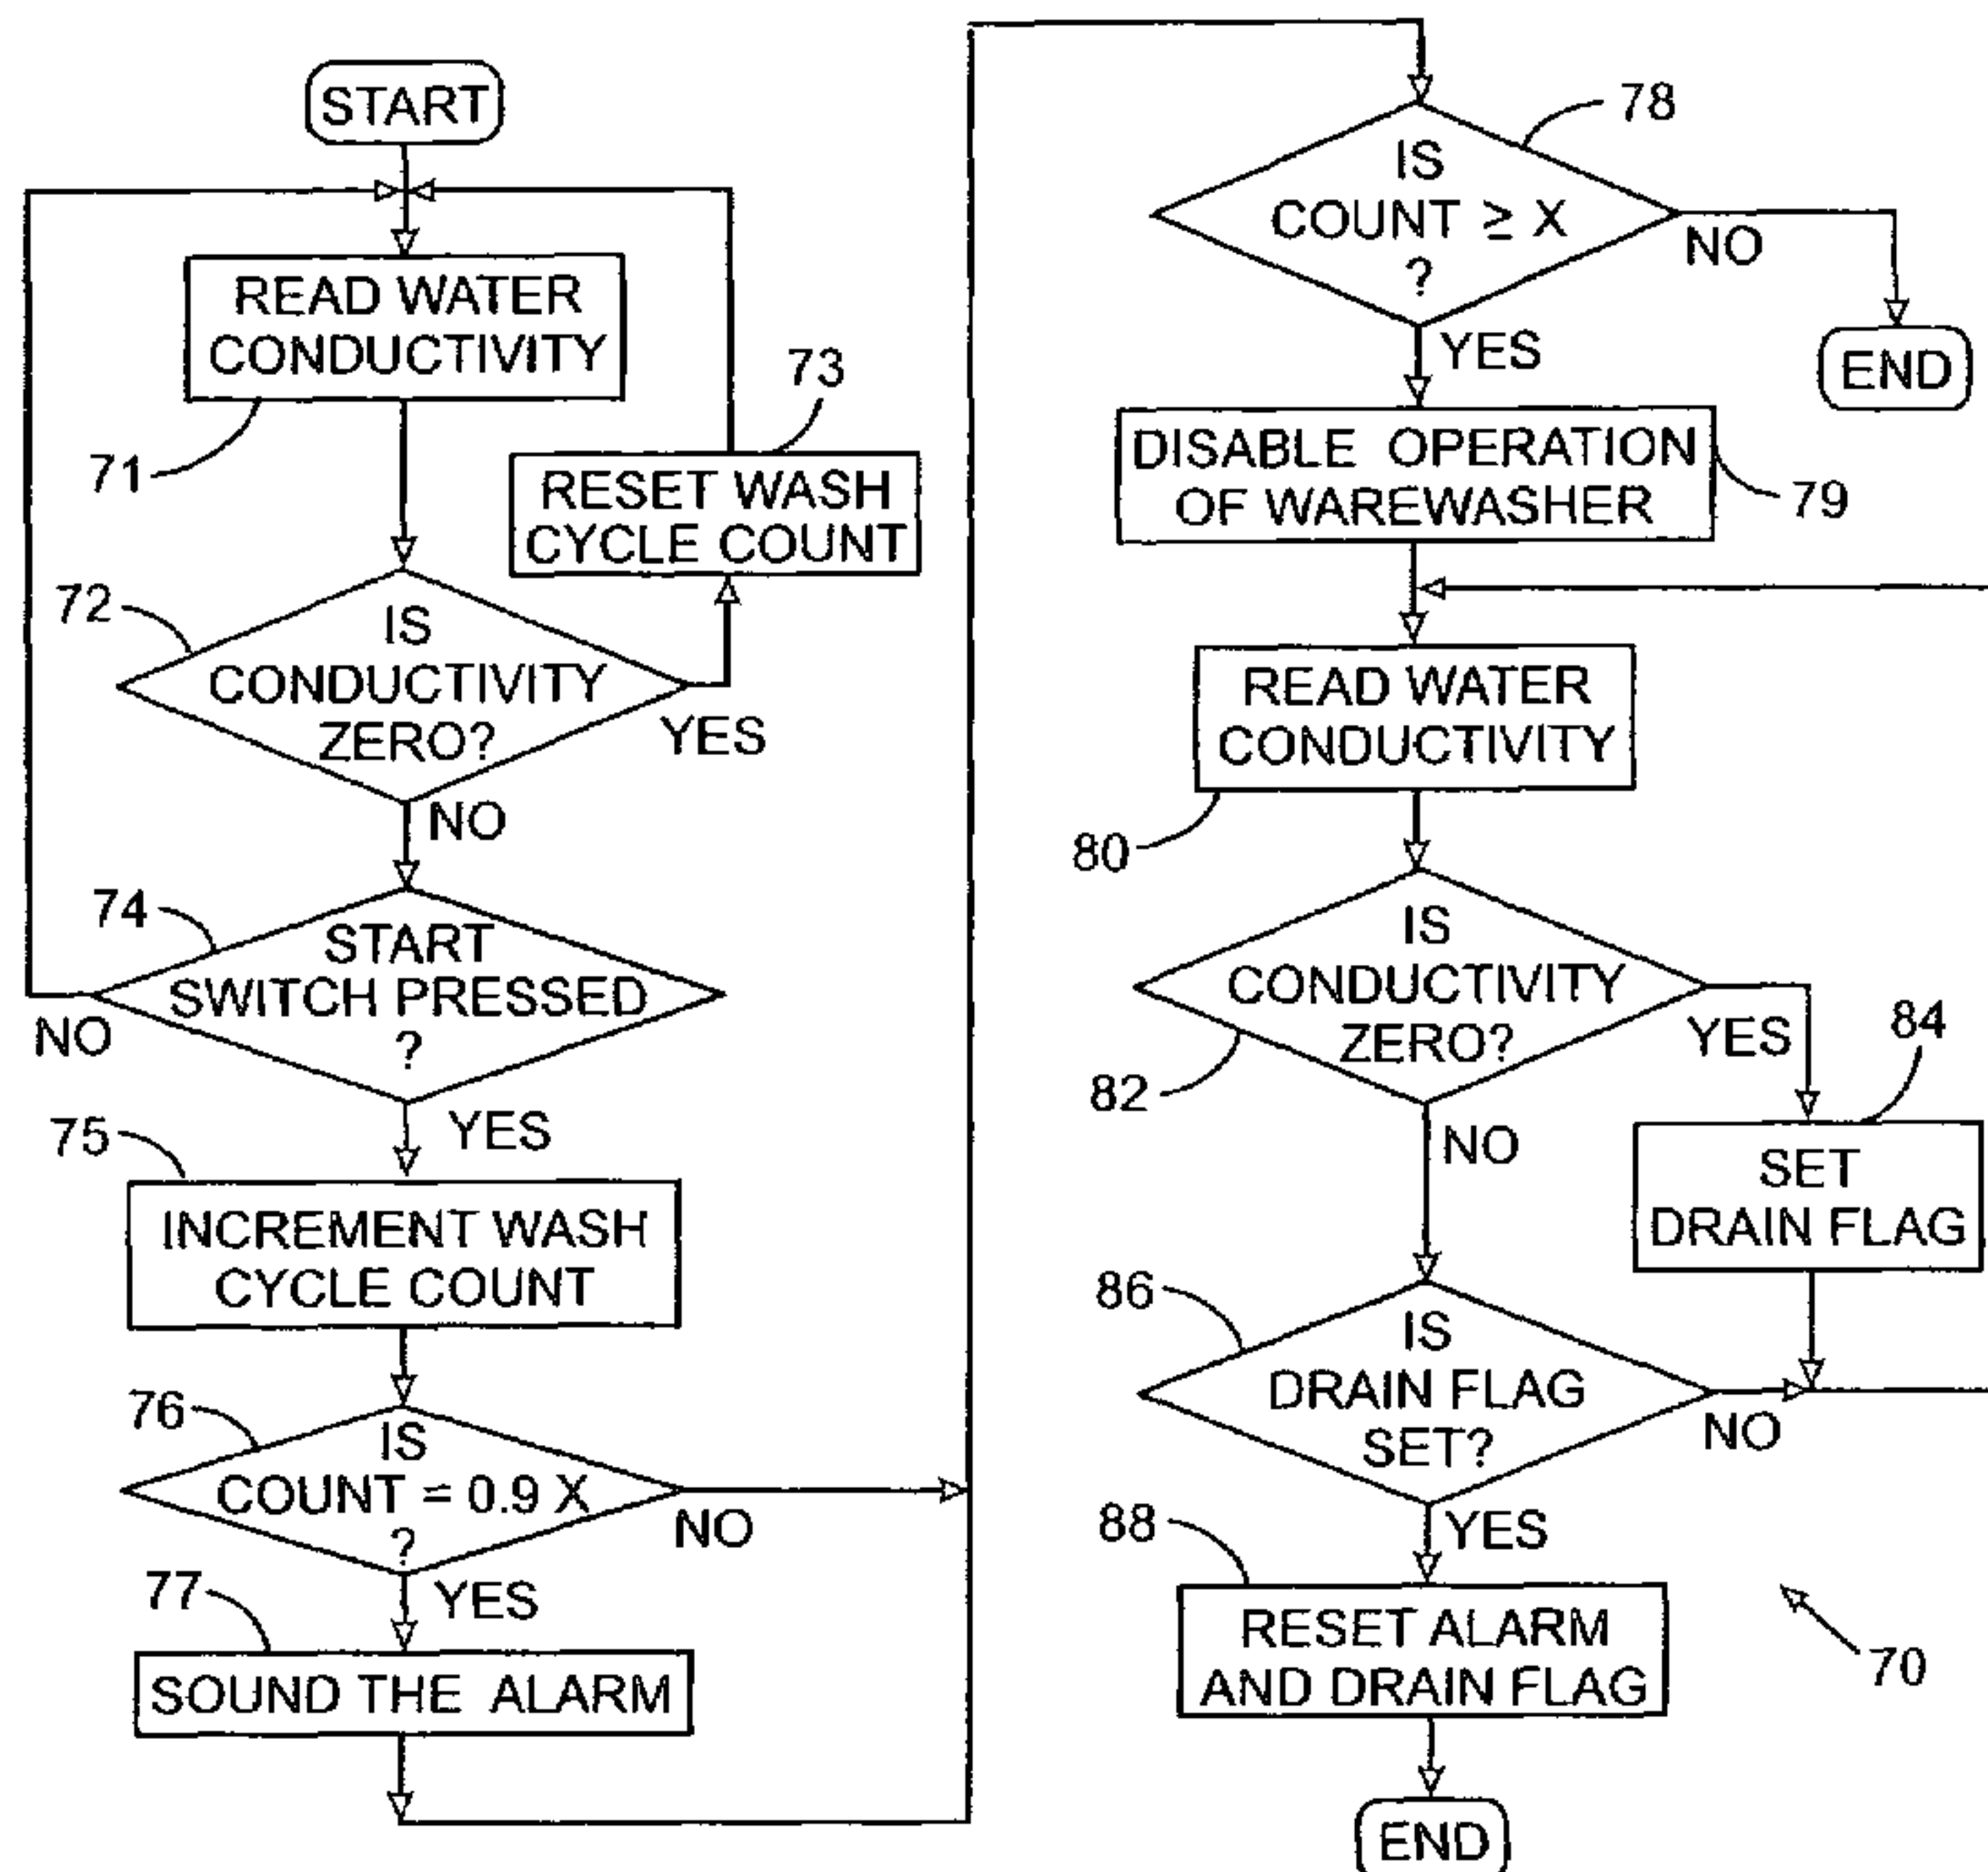 START
READ WATER
CONDUCTIVITY
71
73
RESET WASH
CYCLE COUNT
72
IS
CONDUCTIVITY
ZERO?
YES
NO
74
START
SWITCH PRESSED
?
NO
YES
75
INCREMENT WASH
CYCLE COUNT
76
IS
COUNT = 0.9 X
?
NO
YES
77
SOUND THE ALARM
78
IS
COUNT ≥ X
?
NO
YES
END
DISABLE OPERATION
OF WAREWASHER
79
READ WATER
CONDUCTIVITY
80
IS
CONDUCTIVITY
ZERO?
YES
82
NO
84
SET
DRAIN FLAG
86
IS
DRAIN FLAG
SET?
NO
YES
88
RESET ALARM
AND DRAIN FLAG
70
END